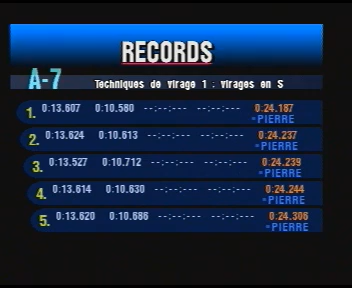 RECORDS
A-7 Techniques de virage 1 : virages en S
1. 0:13.607 0:10.580 --:--:--- --:--:--- 0:24.187
=PIERRE
2. 0:13.624 0:10.613 --:--:--- --:--:--- 0:24.237
=PIERRE
3. 0:13.527 0:10.712 --:--:--- --:--:--- 0:24.239
=PIERRE
4. 0:13.614 0:10.630 --:--:--- --:--:--- 0:24.244
=PIERRE
5. 0:13.620 0:10.686 --:--:--- --:--:--- 0:24.306
=PIERRE